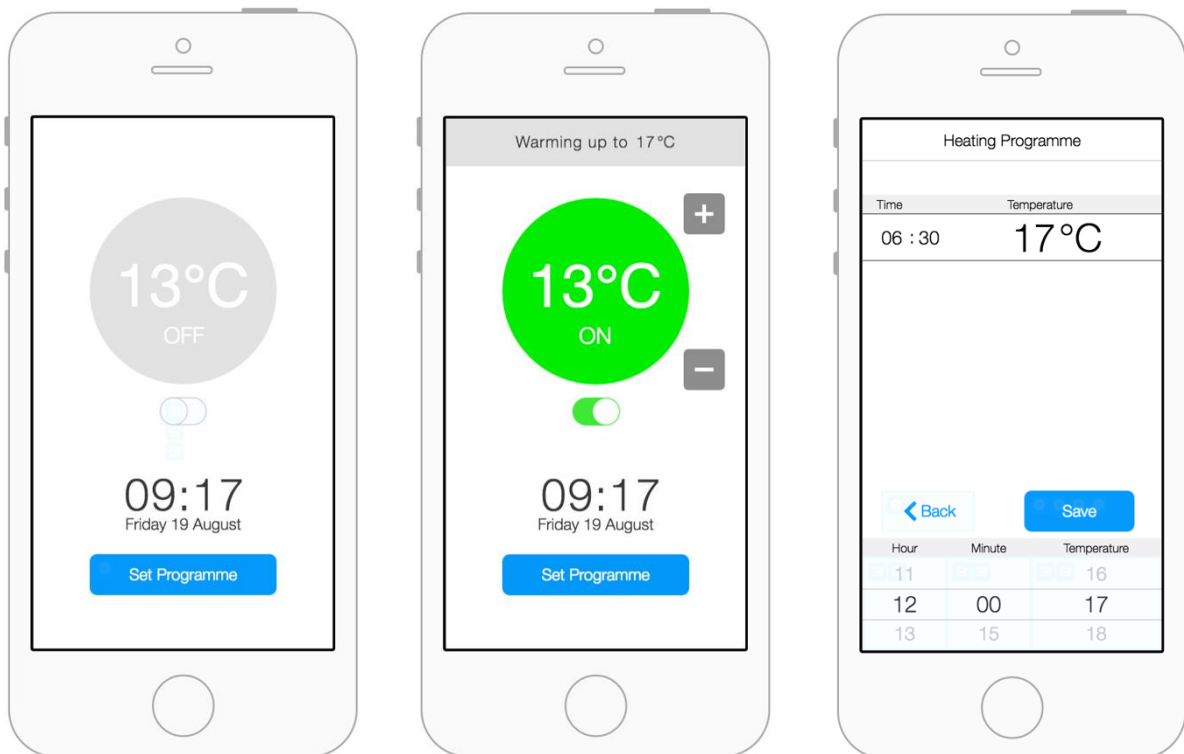 13°C
OFF
09:17
Friday 19 August
Set Programme
Warming up to 17°C
+
13°C
ON
−
09:17
Friday 19 August
Set Programme
Heating Programme
Time Temperature
06 : 30 17°C
Back Save
Hour Minute Temperature
11 16
12 00 17
13 15 18